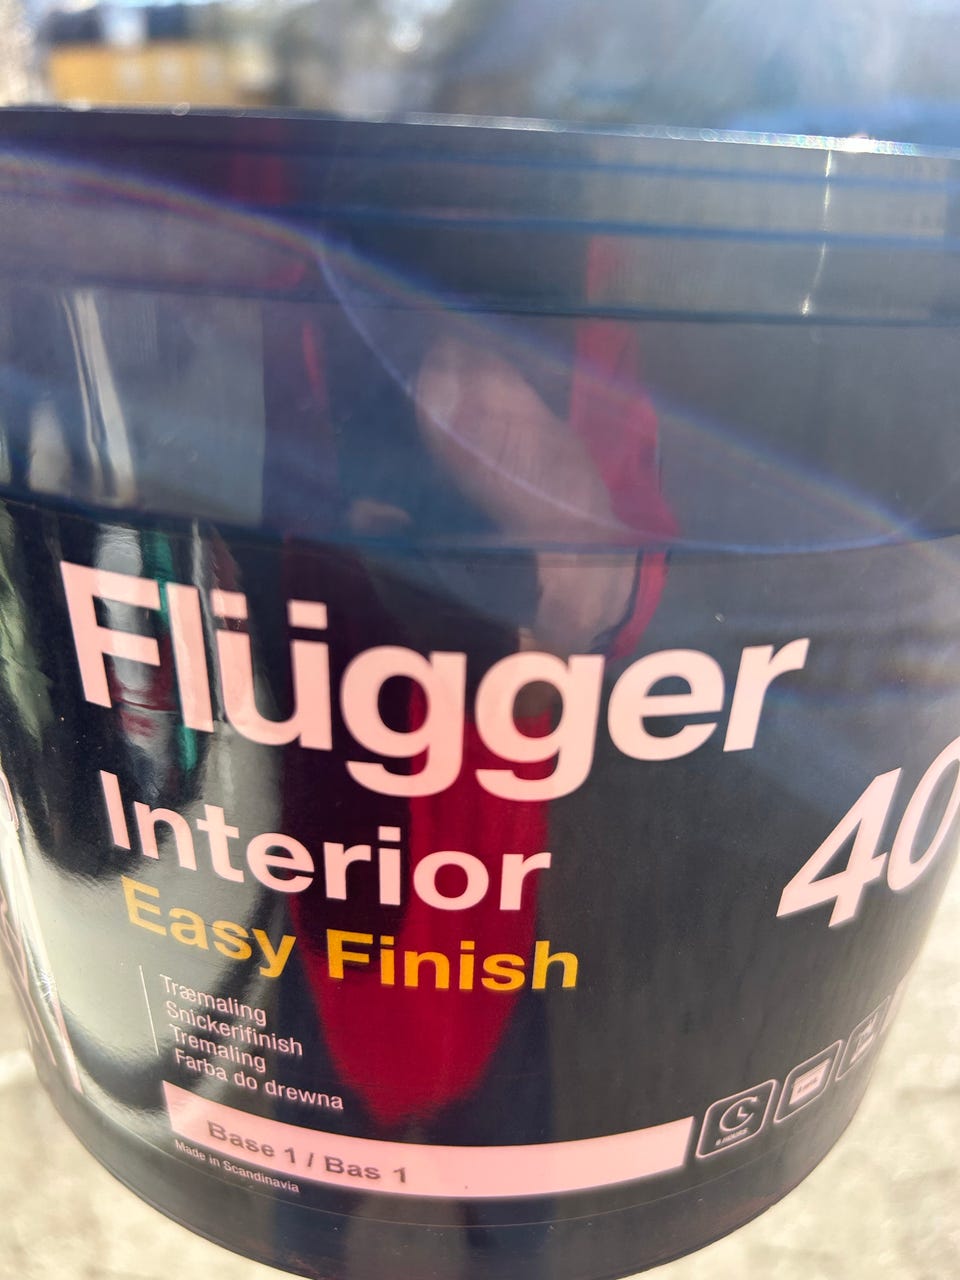 Flügger
Interior
40
Easy Finish
Træmaling
Snickerifinish
Tremaling
Farba do drewna
Base 1 / Bas 1
Made in Scandinavia